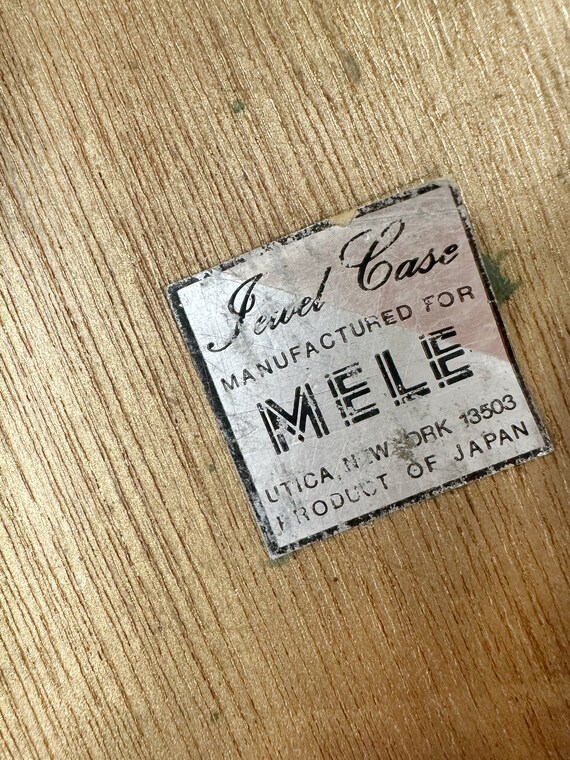 Jewel Case
MANUFACTURED FOR
MELE
UTICA, NEW YORK 13503
PRODUCT OF JAPAN